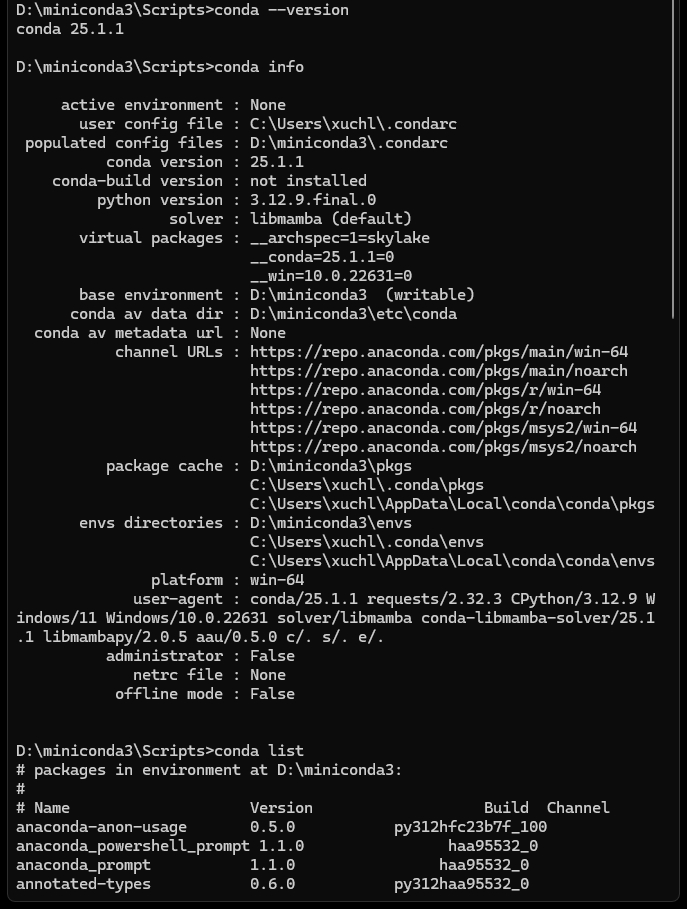 D:\miniconda3\Scripts>conda --version
conda 25.1.1
D:\miniconda3\Scripts>conda info
active environment : None
user config file : C:\Users\xuchl\.condarc
populated config files : D:\miniconda3\.condarc
conda version : 25.1.1
conda-build version : not installed
python version : 3.12.9.final.0
solver : libmamba (default)
virtual packages : __archspec=1=skylake
__conda=25.1.1=0
__win=10.0.22631=0
base environment : D:\miniconda3  (writable)
conda av data dir : D:\miniconda3\etc\conda
conda av metadata url : None
channel URLs : https://repo.anaconda.com/pkgs/main/win-64
https://repo.anaconda.com/pkgs/main/noarch
https://repo.anaconda.com/pkgs/r/win-64
https://repo.anaconda.com/pkgs/r/noarch
https://repo.anaconda.com/pkgs/msys2/win-64
https://repo.anaconda.com/pkgs/msys2/noarch
package cache : D:\miniconda3\pkgs
C:\Users\xuchl\.conda\pkgs
C:\Users\xuchl\AppData\Local\conda\conda\pkgs
envs directories : D:\miniconda3\envs
C:\Users\xuchl\.conda\envs
C:\Users\xuchl\AppData\Local\conda\conda\envs
platform : win-64
user-agent : conda/25.1.1 requests/2.32.3 CPython/3.12.9 W
indows/11 Windows/10.0.22631 solver/libmamba conda-libmamba-solver/25.1
.1 libmambapy/2.0.5 aau/0.5.0 c/. s/. e/.
administrator : False
netrc file : None
offline mode : False
D:\miniconda3\Scripts>conda list
# packages in environment at D:\miniconda3:
#
# Name                    Version                   Build  Channel
anaconda-anon-usage       0.5.0           py312hfc23b7f_100
anaconda_powershell_prompt 1.1.0                haa95532_0
anaconda_prompt           1.1.0                haa95532_0
annotated-types           0.6.0           py312haa95532_0